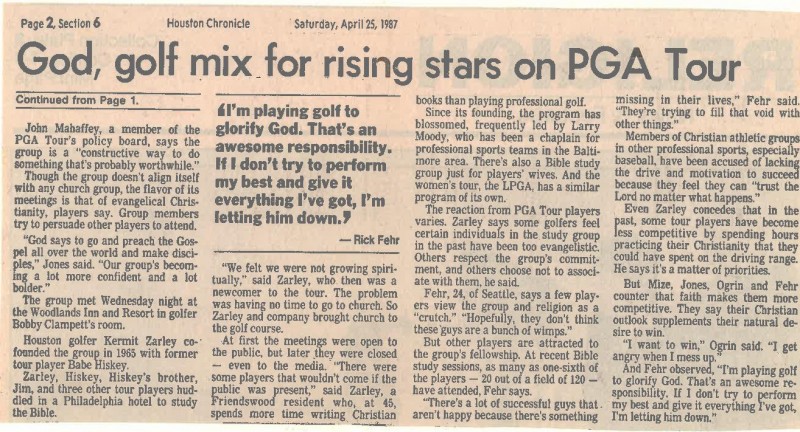 Page 2, Section 6 Houston Chronicle Saturday, April 25, 1987
God, golf mix for rising stars on PGA Tour
Continued from Page 1.
John Mahaffey, a member of the
PGA Tour's policy board, says the
group is a "constructive way to do
something that's probably worthwhile."
Though the group doesn't align itself
with any church group, the flavor of its
meetings is that of evangelical Chris-
tianity, players say. Group members
try to persuade other players to attend.
"God says to go and preach the Gos-
pel all over the world and make disci-
ples," Jones said. "Our group's becom-
ing a lot more confident and a lot
bolder."
The group met Wednesday night at
the Woodlands Inn and Resort in golfer
Bobby Clampett's room.
Houston golfer Kermit Zarley co-
founded the group in 1965 with former
tour player Babe Hiskey.
Zarley, Hiskey, Hiskey's brother,
Jim, and three other tour players hud-
dled in a Philadelphia hotel to study
the Bible.
'I'm playing golf to
glorify God. That's an
awesome responsibility.
If I don't try to perform
my best and give it
everything I've got, I'm
letting him down.'
— Rick Fehr
"We felt we were not growing spiri-
tually," said Zarley, who then was a
newcomer to the tour. The problem
was having no time to go to church. So
Zarley and company brought church to
the golf course.
At first the meetings were open to
the public, but later they were closed
— even to the media. "There were
some players that wouldn't come if the
public was present," said Zarley, a
Friendswood resident who, at 45,
spends more time writing Christian
books than playing professional golf.
Since its founding, the program has
blossomed, frequently led by Larry
Moody, who has been a chaplain for
professional sports teams in the Balti-
more area. There's also a Bible study
group just for players' wives. And the
women's tour, the LPGA, has a similar
program of its own.
The reaction from PGA Tour players
varies. Zarley says some golfers feel
certain individuals in the study group
in the past have been too evangelistic.
Others respect the group's commit-
ment, and others choose not to associ-
ate with them, he said.
Fehr, 24, of Seattle, says a few play-
ers view the group and religion as a
"crutch." "Hopefully, they don't think
these guys are a bunch of wimps."
But other players are attracted to
the group's fellowship. At recent Bible
study sessions, as many as one-sixth of
the players — 20 out of a field of 120 —
have attended, Fehr says.
"There's a lot of successful guys that
aren't happy because there's something
missing in their lives," Fehr said.
"They're trying to fill that void with
other things."
Members of Christian athletic groups
in other professional sports, especially
baseball, have been accused of lacking
the drive and motivation to succeed
because they feel they can "trust the
Lord no matter what happens."
Even Zarley concedes that in the
past, some tour players have become
less competitive by spending hours
practicing their Christianity that they
could have spent on the driving range.
He says it's a matter of priorities.
But Mize, Jones, Ogrin and Fehr
counter that faith makes them more
competitive. They say their Christian
outlook supplements their natural de-
sire to win.
"I want to win," Ogrin said. "I get
angry when I mess up."
And Fehr observed, "I'm playing golf
to glorify God. That's an awesome re-
sponsibility. If I don't try to perform
my best and give it everything I've got,
I'm letting him down."